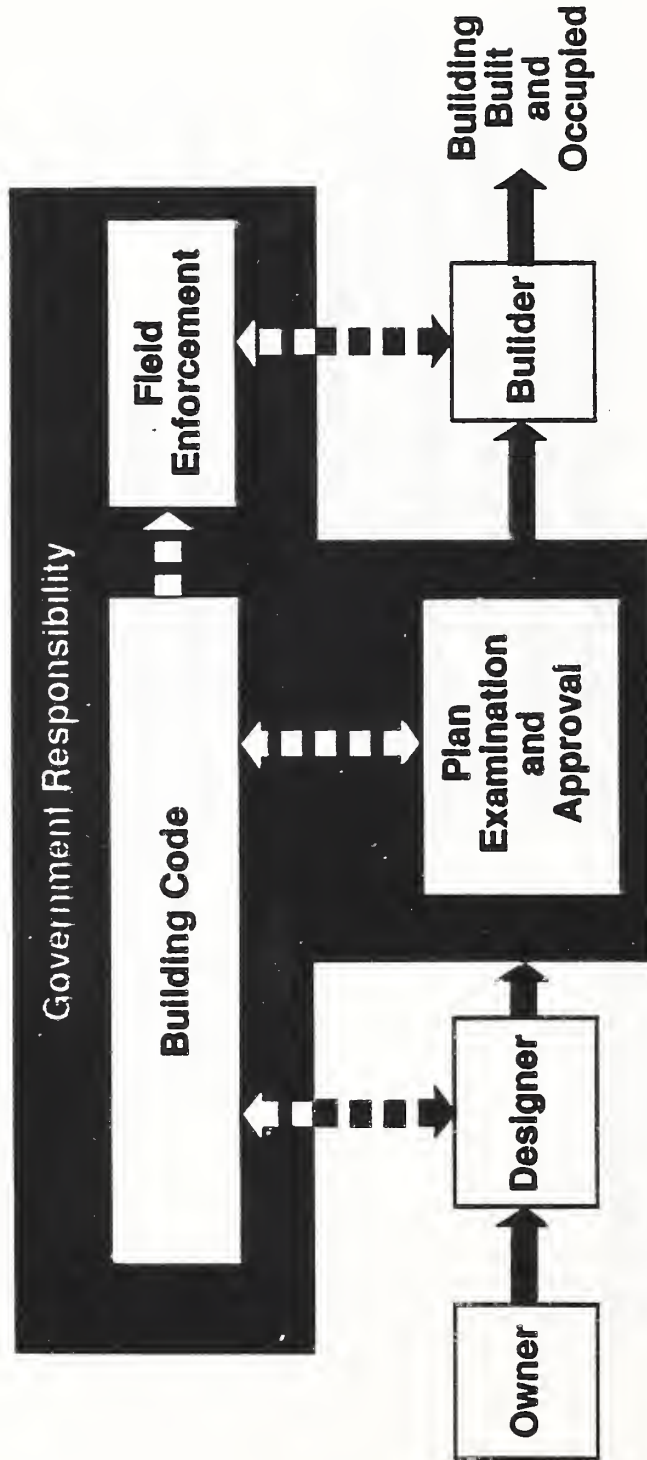 Government Responsibility
Building Code
Field
Enforcement
Plan
Examination
and
Approval
Owner
Designer
Builder
Building
Built
and
Occupied